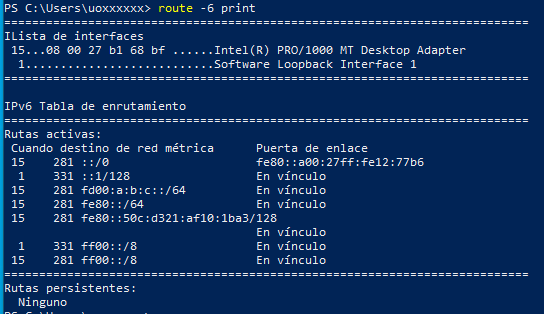 PS C:\Users\uoxxxxxx> route -6 print
===========================================================================
ILista de interfaces
 15...08 00 27 b1 68 bf ......Intel(R) PRO/1000 MT Desktop Adapter
  1...........................Software Loopback Interface 1
===========================================================================
IPv6 Tabla de enrutamiento
===========================================================================
Rutas activas:
 Cuando destino de red métrica      Puerta de enlace
 15    281 ::/0                     fe80::a00:27ff:fe12:77b6
  1    331 ::1/128                  En vínculo
 15    281 fd00:a:b:c::/64          En vínculo
 15    281 fe80::/64                En vínculo
 15    281 fe80::50c:d321:af10:1ba3/128
                                    En vínculo
  1    331 ff00::/8                 En vínculo
 15    281 ff00::/8                 En vínculo
===========================================================================
Rutas persistentes:
  Ninguno